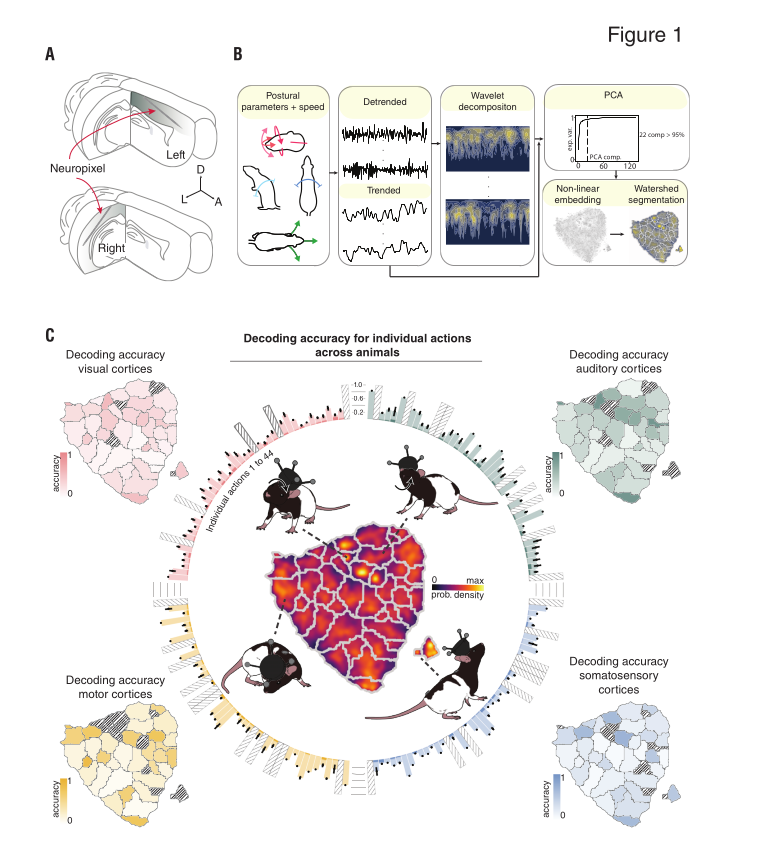 Figure 1
A
Left
Neuropixel
D
L
A
Right
B
Postural
parameters + speed
Detrended
Trended
Wavelet
decompositon
PCA
exp. var.
1
0
PCA comp.
0 60 120
22 comp > 95%
Non-linear
embedding
Watershed
segmentation
C
Decoding accuracy for individual actions
across animals
Decoding accuracy
visual cortices
accuracy
1
0
Decoding accuracy
auditory cortices
accuracy
1
0
1.0
0.6
0.2
Individual actions 1 to 44
0 max
prob. density
Decoding accuracy
motor cortices
accuracy
1
0
Decoding accuracy
somatosensory
cortices
accuracy
1
0